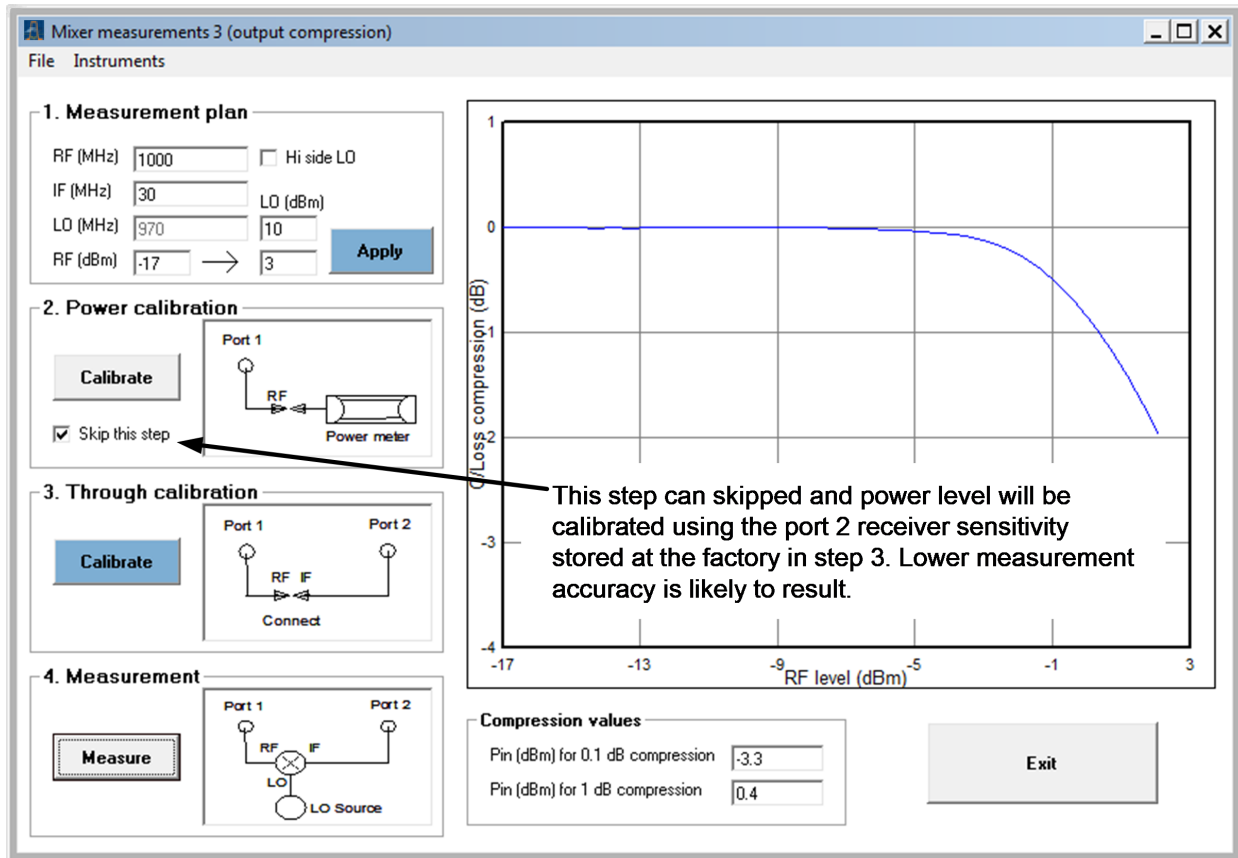 Mixer measurements 3 (output compression)
File Instruments
1. Measurement plan
RF (MHz) 1000 Hi side LO
IF (MHz) 30
LO (dBm)
LO (MHz) 970 10
RF (dBm) -17 3
Apply
2. Power calibration
Calibrate
Skip this step
Port 1
RF
Power meter
3. Through calibration
Calibrate
Port 1 Port 2
RF IF
Connect
4. Measurement
Measure
Port 1 Port 2
RF IF
LO
LO Source
/Loss compression (dB)
1
0
-1
-2
-3
-4
-17 -13 -9 -5 -1 3
RF level (dBm)
This step can skipped and power level will be
calibrated using the port 2 receiver sensitivity
stored at the factory in step 3. Lower measurement
accuracy is likely to result.
Compression values
Pin (dBm) for 0.1 dB compression -3.3
Pin (dBm) for 1 dB compression 0.4
Exit